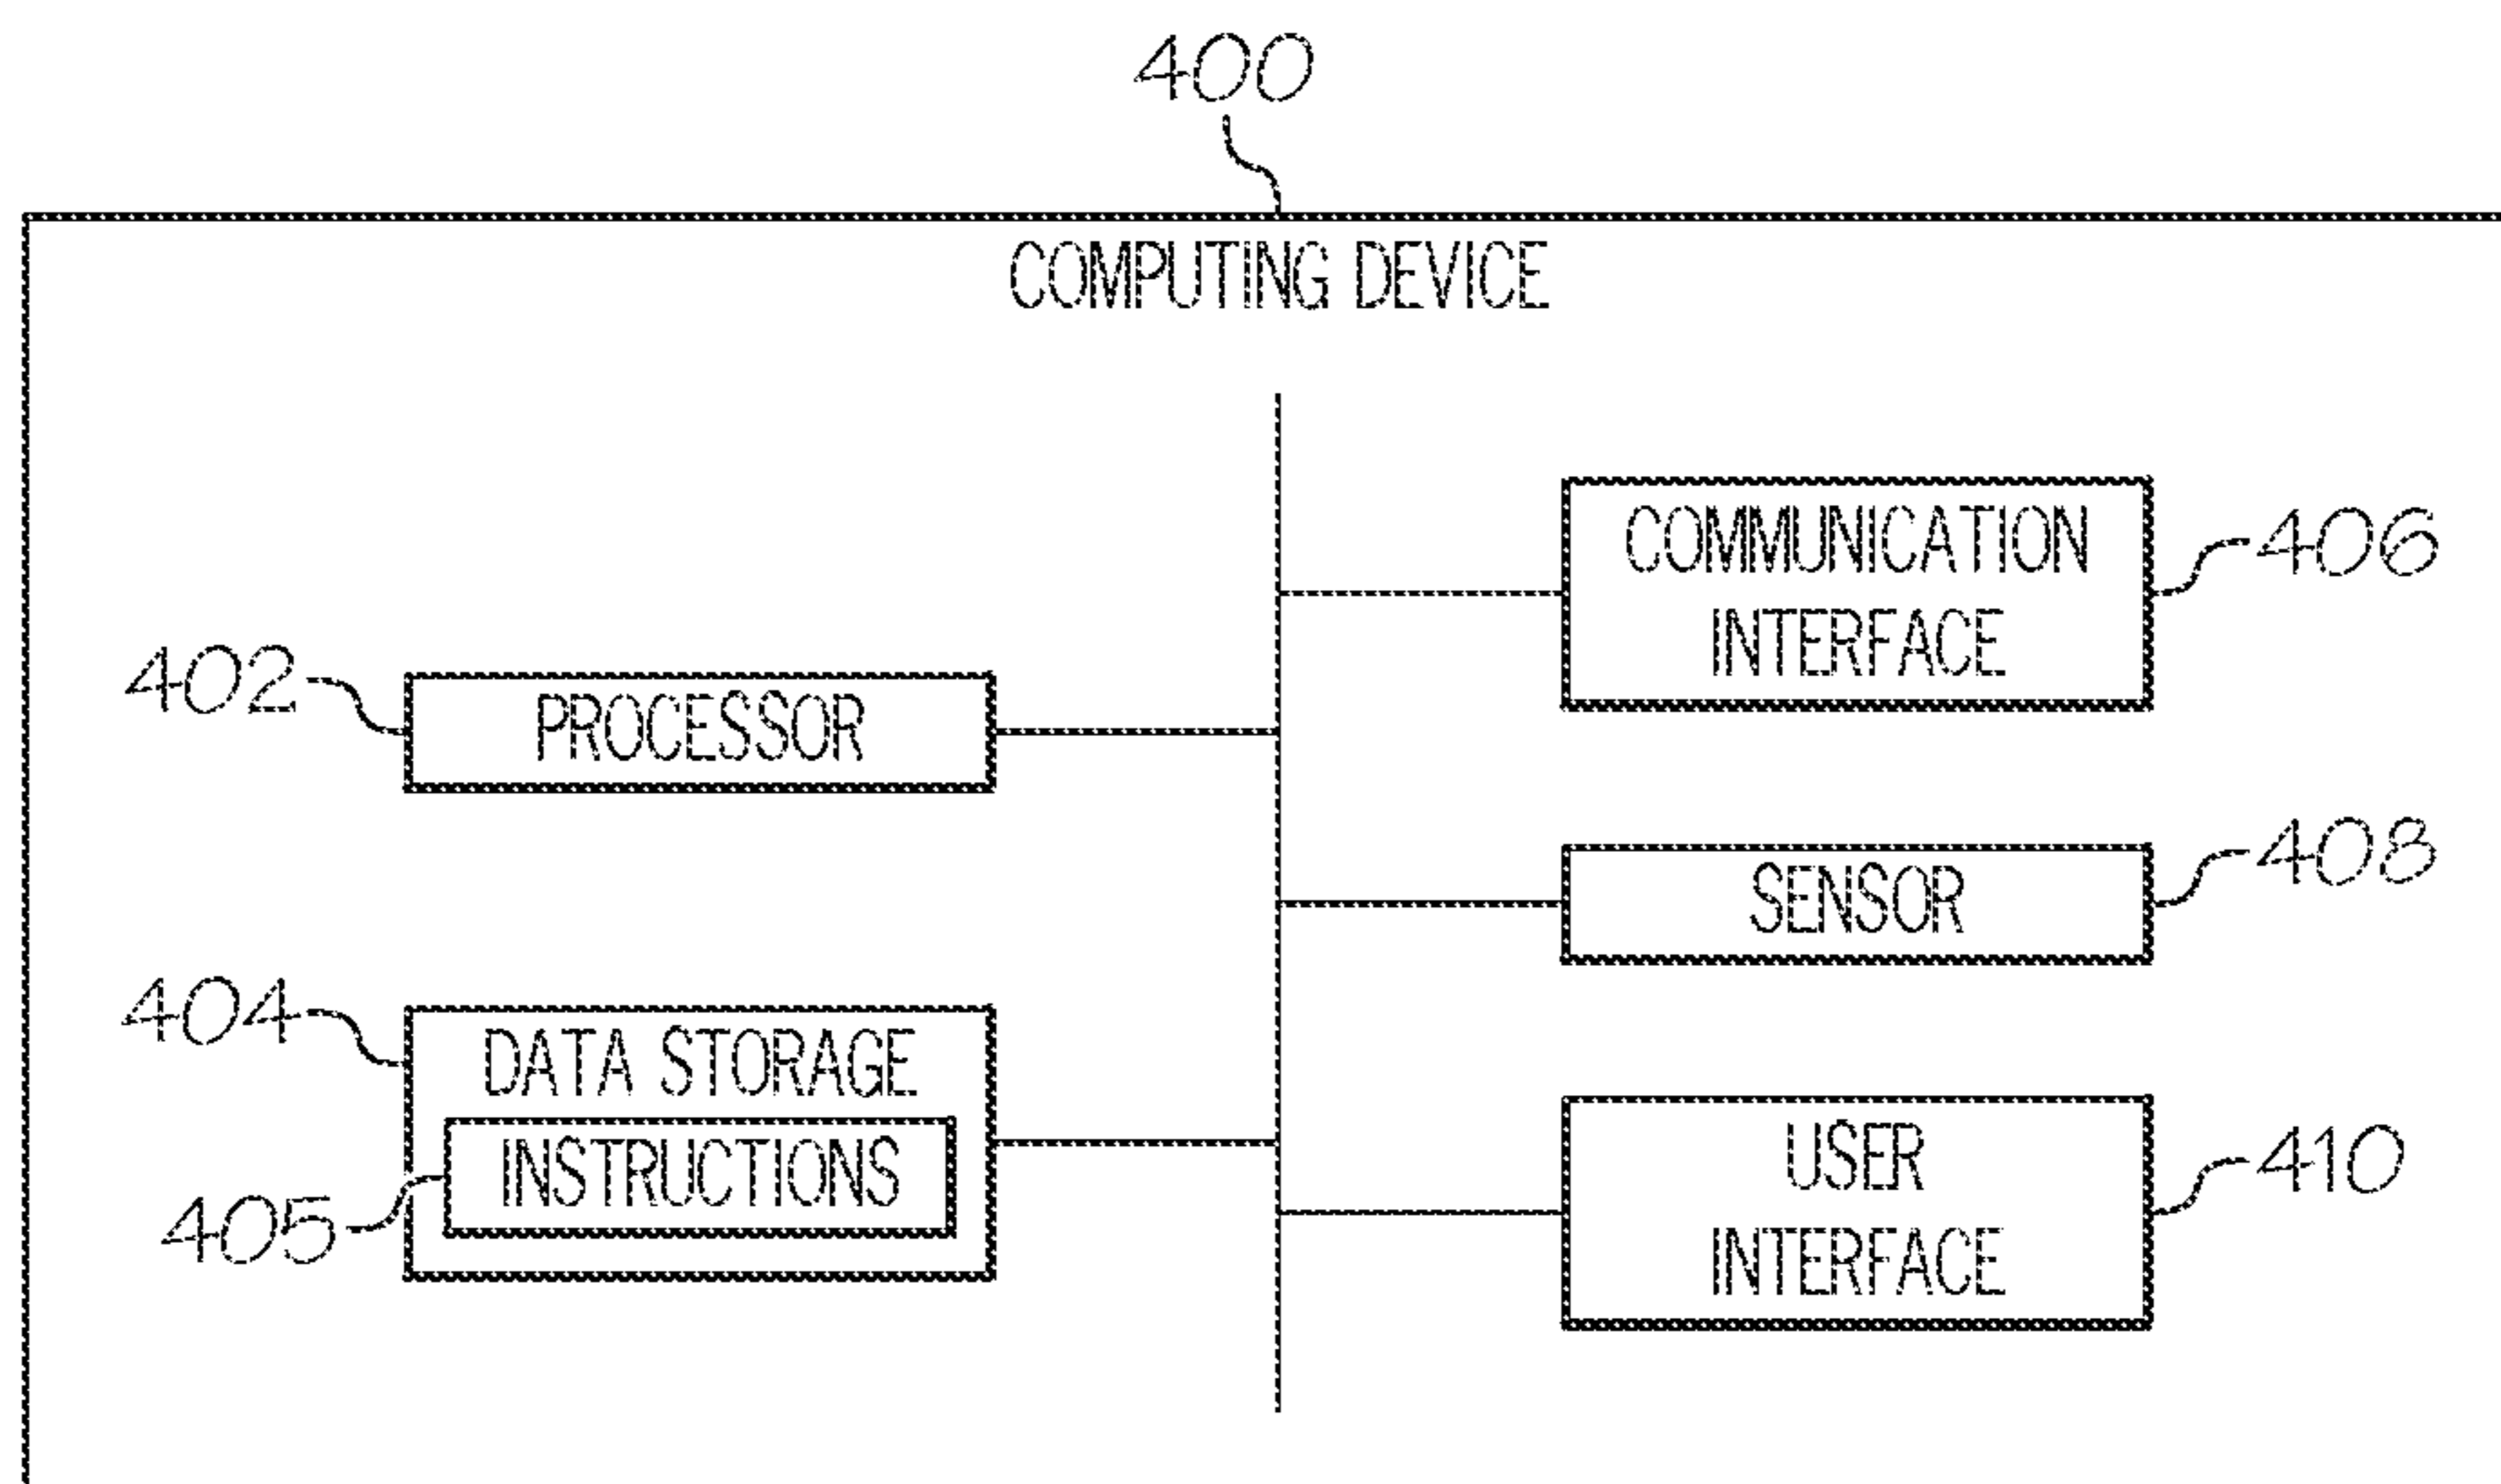 400
COMPUTING DEVICE
COMMUNICATION
INTERFACE
406
402
PROCESSOR
SENSOR
408
404
DATA STORAGE
INSTRUCTIONS
405
USER
INTERFACE
410